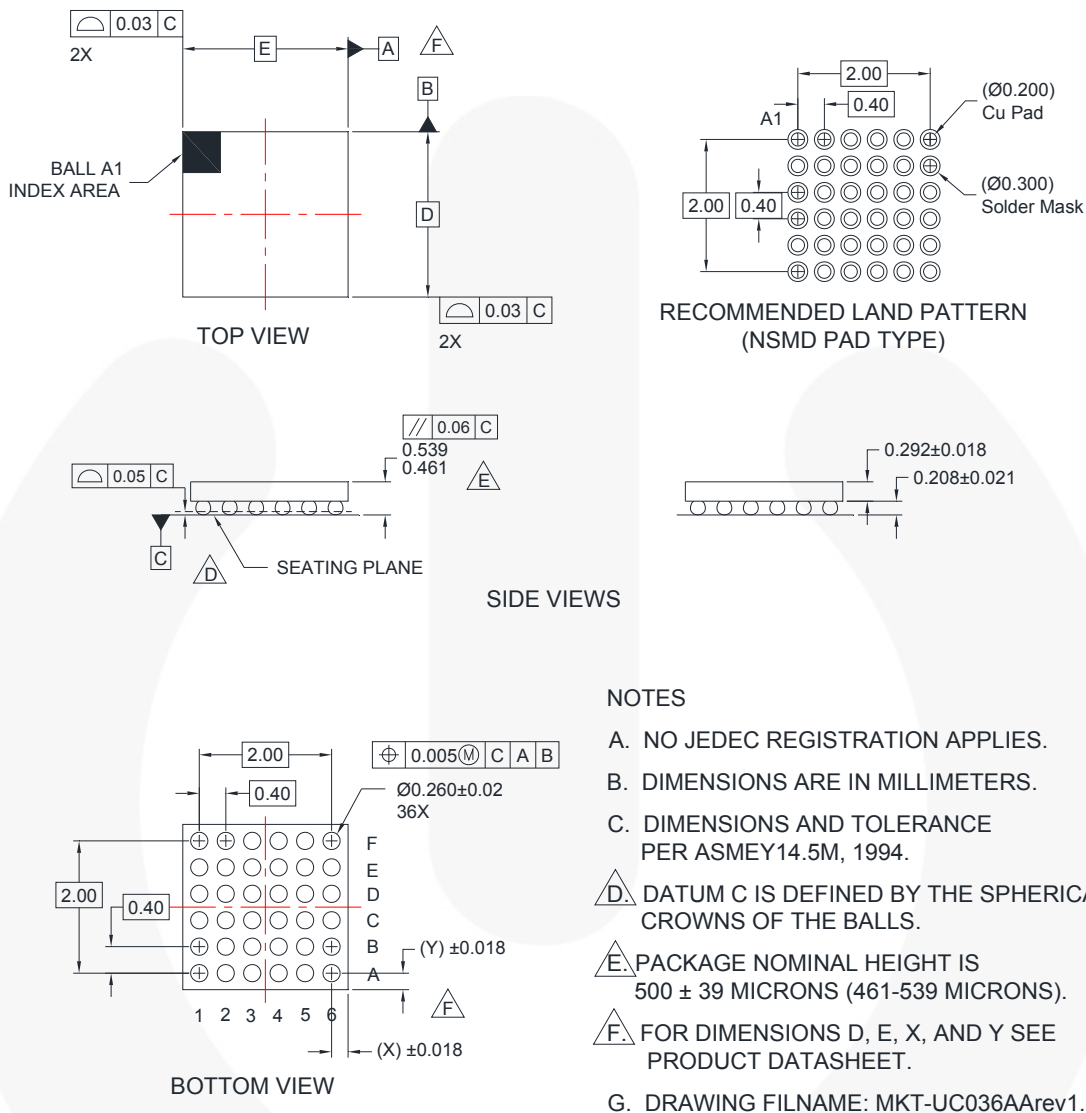 0.03 C
2X
E
A
F
B
BALL A1
INDEX AREA
D
0.03 C
2X
TOP VIEW
2.00
0.40
A1
(Ø0.200)
Cu Pad
2.00
0.40
(Ø0.300)
Solder Mask
RECOMMENDED LAND PATTERN
(NSMD PAD TYPE)
// 0.06 C
0.539
0.461
E
0.05 C
C
D
SEATING PLANE
0.292±0.018
0.208±0.021
SIDE VIEWS
2.00
0.40
0.005Ⓜ C A B
Ø0.260±0.02
36X
2.00
0.40
F
E
D
C
B
A
(Y) ±0.018
F
1 2 3 4 5 6
(X) ±0.018
BOTTOM VIEW
NOTES
A. NO JEDEC REGISTRATION APPLIES.
B. DIMENSIONS ARE IN MILLIMETERS.
C. DIMENSIONS AND TOLERANCE
PER ASMEY14.5M, 1994.
D. DATUM C IS DEFINED BY THE SPHERICA
CROWNS OF THE BALLS.
E. PACKAGE NOMINAL HEIGHT IS
500 ± 39 MICRONS (461-539 MICRONS).
F. FOR DIMENSIONS D, E, X, AND Y SEE
PRODUCT DATASHEET.
G. DRAWING FILNAME: MKT-UC036AArev1.